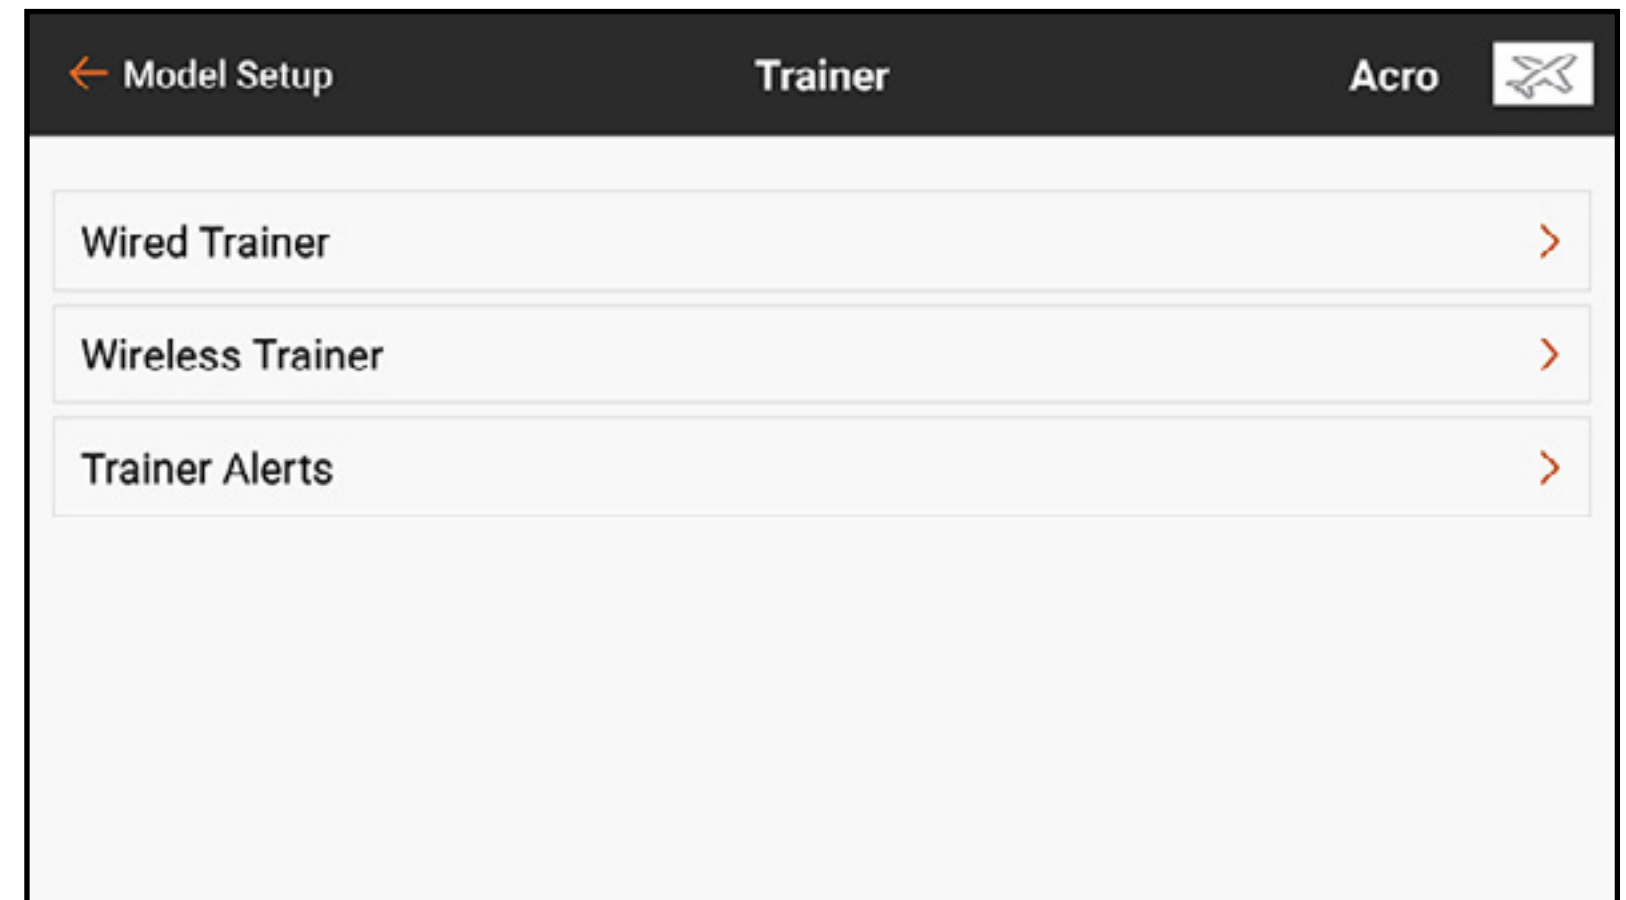 Model Setup
Trainer
Acro
Wired Trainer
Wireless Trainer
Trainer Alerts